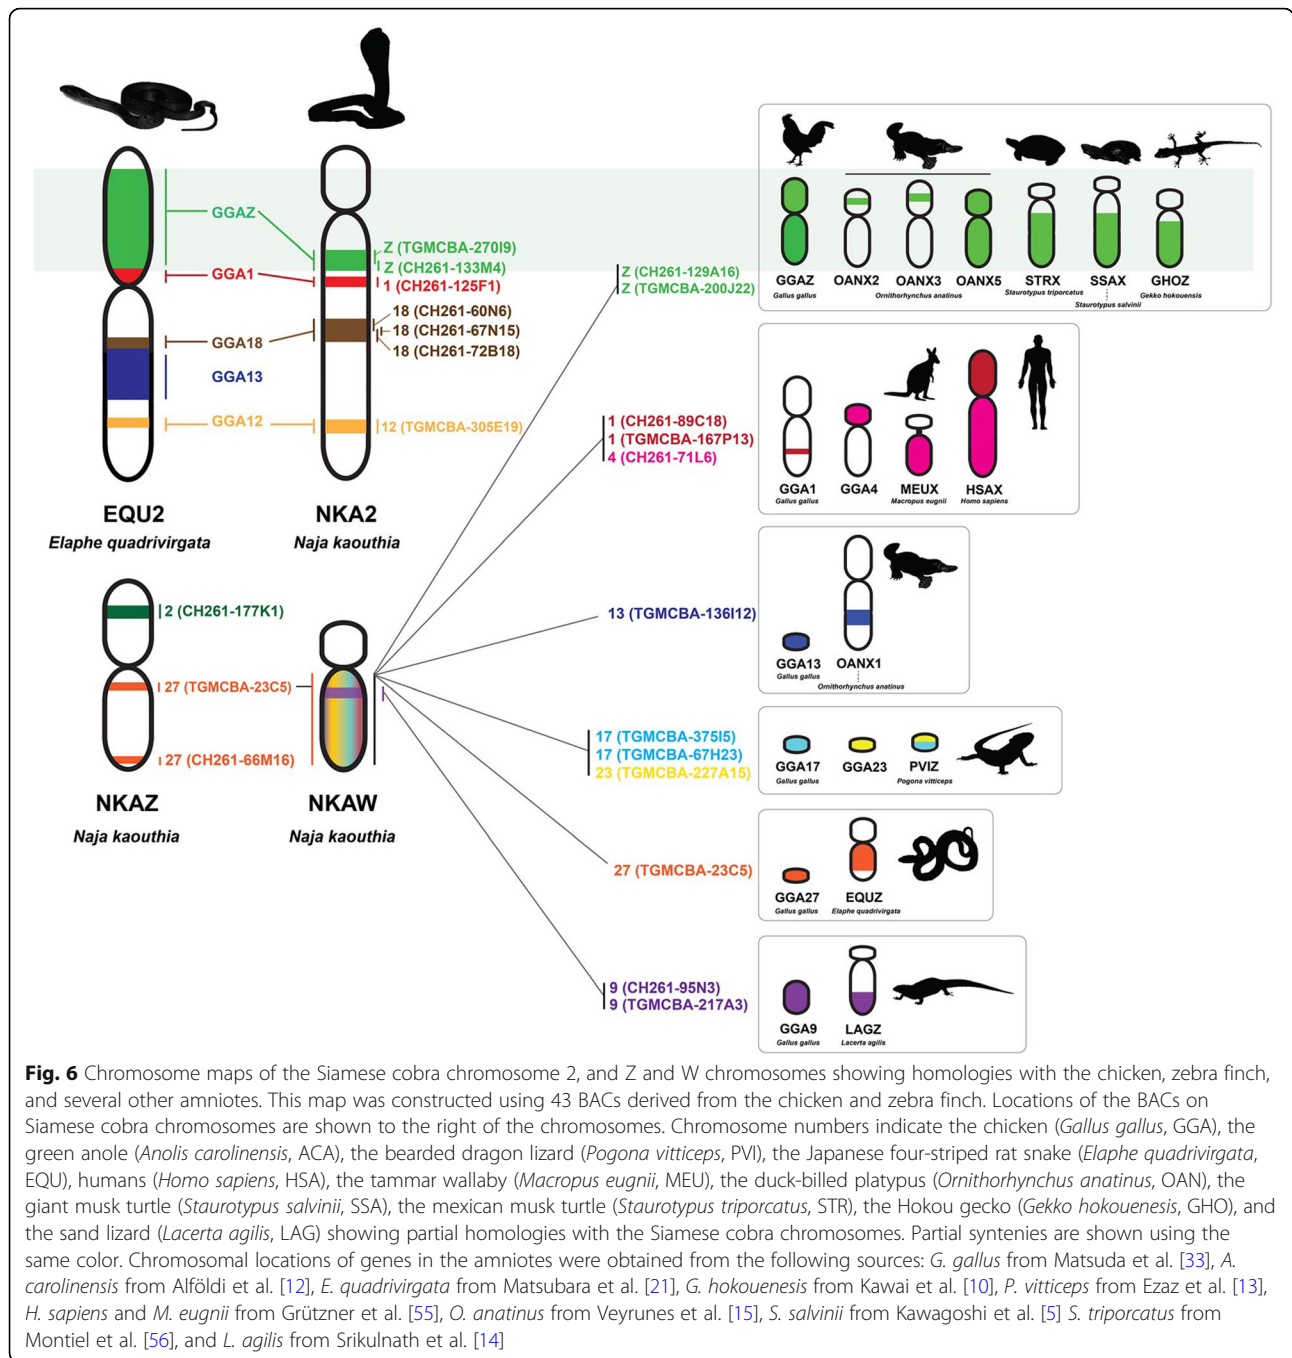 GGAZ
GGA1
GGA18
GGA13
GGA12
Z (TGMCBA-270I9)
Z (CH261-133M4)
1 (CH261-125F1)
18 (CH261-60N6)
18 (CH261-67N15)
18 (CH261-72B18)
12 (TGMCBA-305E19)
EQU2
Elaphe quadrivirgata
NKA2
Naja kaouthia
2 (CH261-177K1)
27 (TGMCBA-23C5)
27 (CH261-66M16)
NKAZ
Naja kaouthia
NKAW
Naja kaouthia
Z (CH261-129A16)
Z (TGMCBA-200J22)
GGAZ
Gallus gallus
OANX2
OANX3
OANX5
Ornithorhynchus anatinus
STRX
Staurotypus triporcatus
SSAX
Staurotypus salvinii
GHOZ
Gekko hokouensis
1 (CH261-89C18)
1 (TGMCBA-167P13)
4 (CH261-71L6)
GGA1
Gallus gallus
GGA4
MEUX
Macropus eugnii
HSAX
Homo sapiens
13 (TGMCBA-136I12)
GGA13
Gallus gallus
OANX1
Ornithorhynchus anatinus
17 (TGMCBA-375I5)
17 (TGMCBA-67H23)
23 (TGMCBA-227A15)
GGA17
Gallus gallus
GGA23
PVIZ
Pogona vitticeps
27 (TGMCBA-23C5)
GGA27
Gallus gallus
EQUZ
Elaphe quadrivirgata
9 (CH261-95N3)
9 (TGMCBA-217A3)
GGA9
Gallus gallus
LAGZ
Lacerta agilis
Fig. 6 Chromosome maps of the Siamese cobra chromosome 2, and Z and W chromosomes showing homologies with the chicken, zebra finch,
and several other amniotes. This map was constructed using 43 BACs derived from the chicken and zebra finch. Locations of the BACs on
Siamese cobra chromosomes are shown to the right of the chromosomes. Chromosome numbers indicate the chicken (Gallus gallus, GGA), the
green anole (Anolis carolinensis, ACA), the bearded dragon lizard (Pogona vitticeps, PVI), the Japanese four-striped rat snake (Elaphe quadrivirgata,
EQU), humans (Homo sapiens, HSA), the tammar wallaby (Macropus eugnii, MEU), the duck-billed platypus (Ornithorhynchus anatinus, OAN), the
giant musk turtle (Staurotypus salvinii, SSA), the mexican musk turtle (Staurotypus triporcatus, STR), the Hokou gecko (Gekko hokouenesis, GHO), and
the sand lizard (Lacerta agilis, LAG) showing partial homologies with the Siamese cobra chromosomes. Partial syntenies are shown using the
same color. Chromosomal locations of genes in the amniotes were obtained from the following sources: G. gallus from Matsuda et al. [33], A.
carolinensis from Alföldi et al. [12], E. quadrivirgata from Matsubara et al. [21], G. hokouenesis from Kawai et al. [10], P. vitticeps from Ezaz et al. [13],
H. sapiens and M. eugnii from Grützner et al. [55], O. anatinus from Veyrunes et al. [15], S. salvinii from Kawagoshi et al. [5] S. triporcatus from
Montiel et al. [56], and L. agilis from Srikulnath et al. [14]